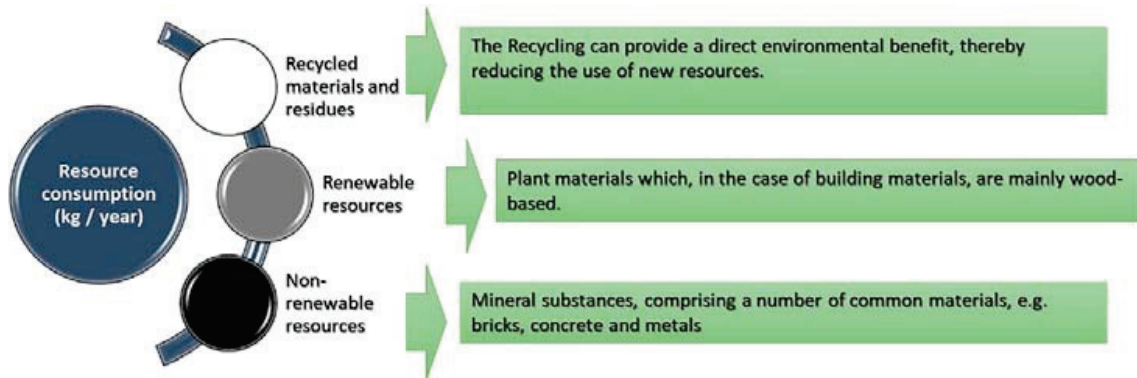 Resource
consumption
(kg / year)
Recycled
materials and
residues
The Recycling can provide a direct environmental benefit, thereby
reducing the use of new resources.
Renewable
resources
Plant materials which, in the case of building materials, are mainly wood-
based.
Non-
renewable
resources
Mineral substances, comprising a number of common materials, e.g.
bricks, concrete and metals